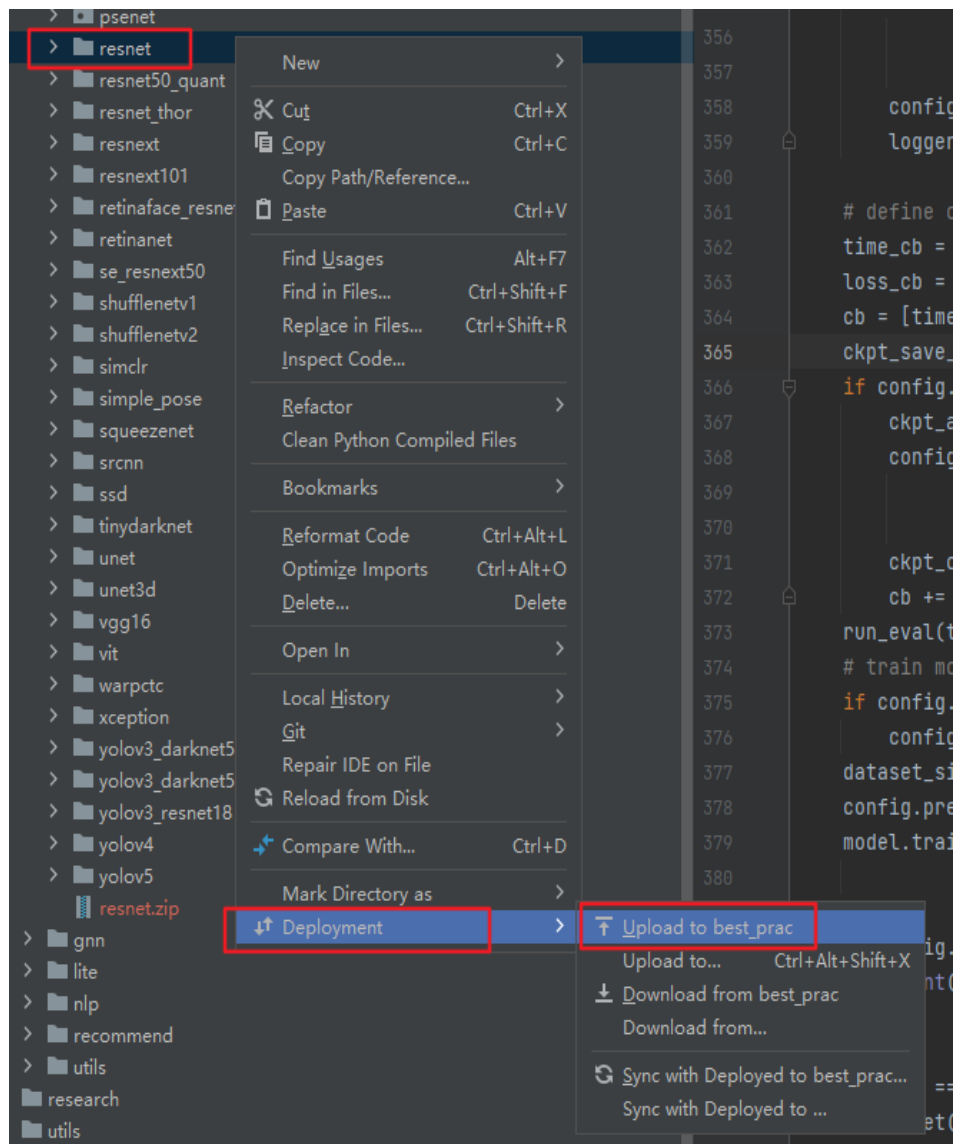 psenet
resnet
resnet50_quant
resnet_thor
resnext
resnext101
retinaface_resne
retinanet
se_resnext50
shufflenetv1
shufflenetv2
simclr
simple_pose
squeezenet
srcnn
ssd
tinydarknet
unet
unet3d
vgg16
vit
warpctc
xception
yolov3_darknet5
yolov3_darknet5
yolov3_resnet18
yolov4
yolov5
resnet.zip
gnn
lite
nlp
recommend
utils
research
utils
New
Cut Ctrl+X
Copy Ctrl+C
Copy Path/Reference...
Paste Ctrl+V
Find Usages Alt+F7
Find in Files... Ctrl+Shift+F
Replace in Files... Ctrl+Shift+R
Inspect Code...
Refactor
Clean Python Compiled Files
Bookmarks
Reformat Code Ctrl+Alt+L
Optimize Imports Ctrl+Alt+O
Delete... Delete
Open In
Local History
Git
Repair IDE on File
Reload from Disk
Compare With... Ctrl+D
Mark Directory as
Deployment
Upload to best_prac
Upload to... Ctrl+Alt+Shift+X
Download from best_prac
Download from...
Sync with Deployed to best_prac...
Sync with Deployed to ...
356
357
358 config
359 logger
360
361 # define c
362 time_cb =
363 loss_cb =
364 cb = [time
365 ckpt_save_
366 if config.
367 ckpt_a
368 config
369
370
371 ckpt_c
372 cb +=
373 run_eval(t
374 # train mo
375 if config.
376 config
377 dataset_si
378 config.pre
379 model.trai
380
ig.
nt(
==
et(